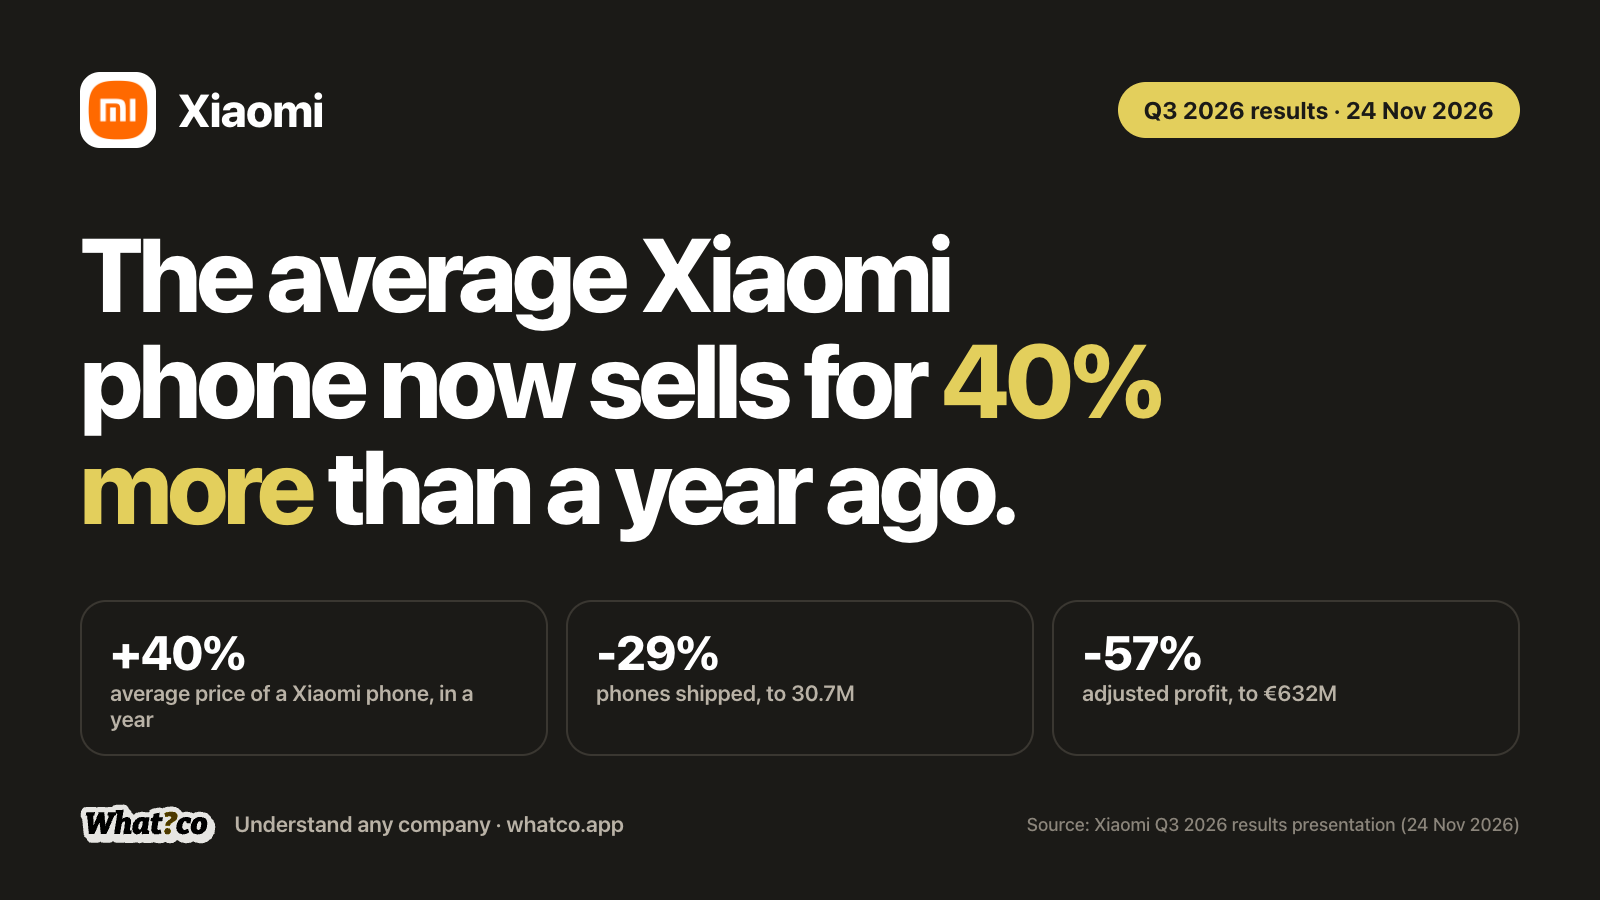 Xiaomi
Q3 2026 results · 24 Nov 2026
The average Xiaomi
phone now sells for 40%
more than a year ago.
+40%
average price of a Xiaomi phone, in a
year
-29%
phones shipped, to 30.7M
-57%
adjusted profit, to €632M
What?co
Understand any company · whatco.app
Source: Xiaomi Q3 2026 results presentation (24 Nov 2026)